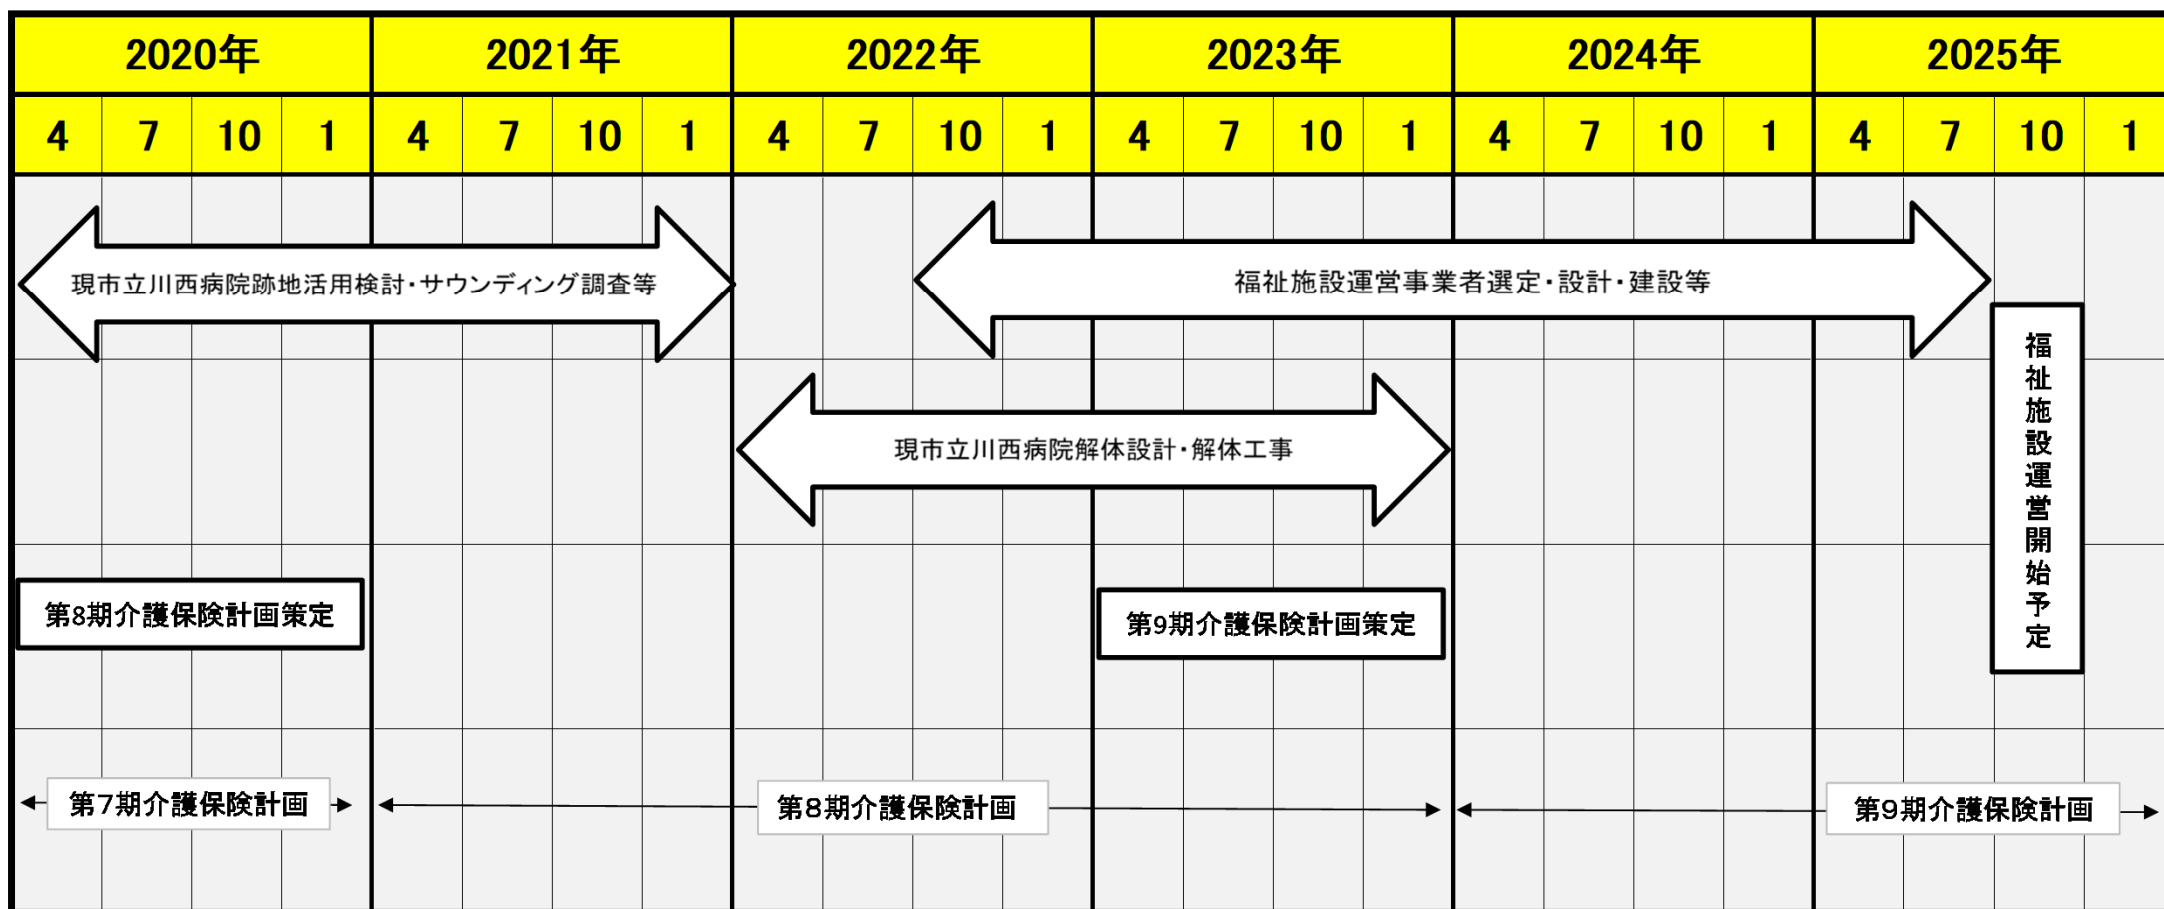 2020年 2021年 2022年 2023年 2024年 2025年
4 7 10 1 4 7 10 1 4 7 10 1 4 7 10 1 4 7 10 1 4 7 10 1
現市立川西病院跡地活用検討・サウンディング調査等
福祉施設運営事業者選定・設計・建設等
福祉施設運営開始予定
現市立川西病院解体設計・解体工事
第8期介護保険計画策定
第9期介護保険計画策定
第7期介護保険計画
第8期介護保険計画
第9期介護保険計画